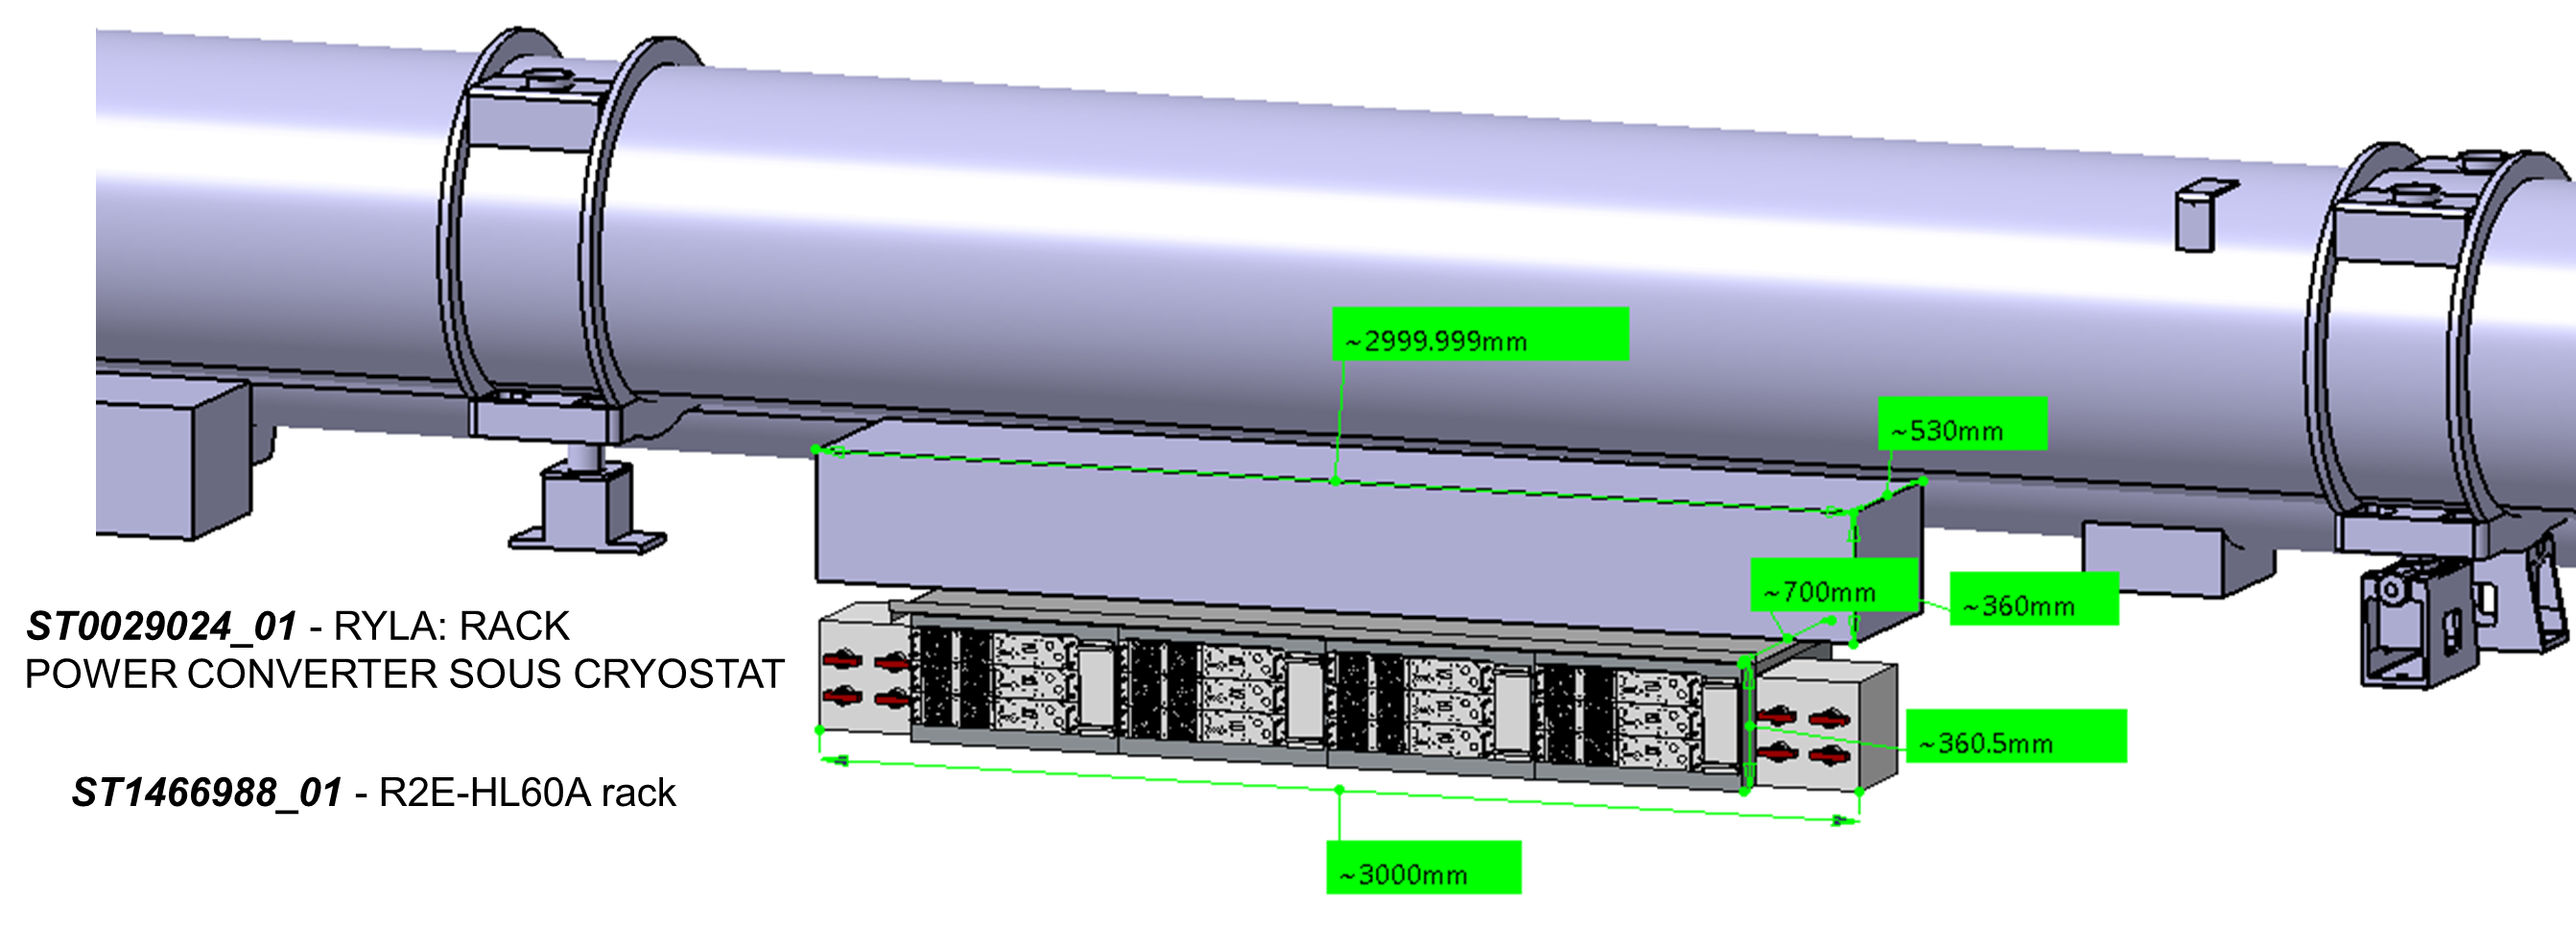 ~2999.999mm
~530mm
~700mm
~360mm
ST0029024_01 - RYLA: RACK
POWER CONVERTER SOUS CRYOSTAT
~360.5mm
ST1466988_01 - R2E-HL60A rack
~3000mm